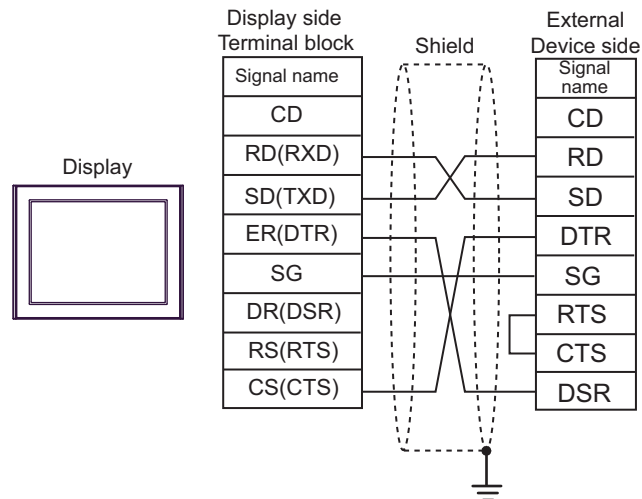 Display side
Terminal block
Shield
External
Device side
Signal name
Signal
name
CD
CD
RD(RXD)
RD
Display
SD(TXD)
SD
ER(DTR)
DTR
SG
SG
DR(DSR)
RTS
RS(RTS)
CTS
CS(CTS)
DSR